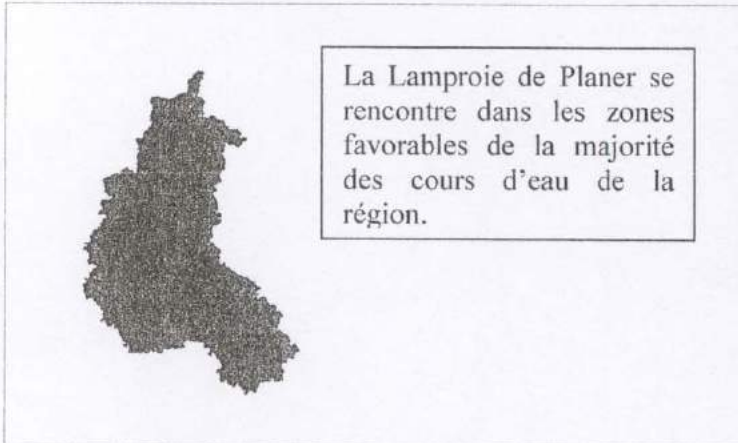 La Lamproie de Planer se
rencontre dans les zones
favorables de la majorité
des cours d'eau de la
région.